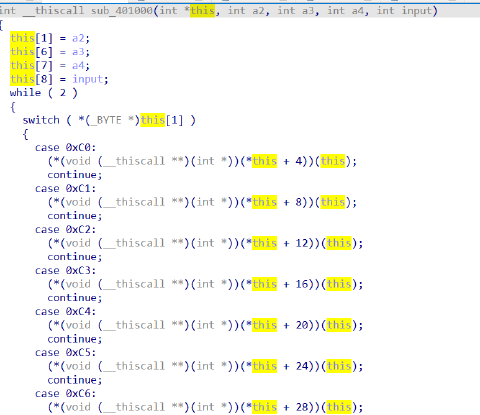 int __thiscall sub_401000(int *this, int a2, int a3, int a4, int input)
{
this[1] = a2;
this[6] = a3;
this[7] = a4;
this[8] = input;
while ( 2 )
{
switch ( *(_BYTE *)this[1] )
{
case 0xC0:
(*(void (__thiscall **)(int *))(*this + 4))(this);
continue;
case 0xC1:
(*(void (__thiscall **)(int *))(*this + 8))(this);
continue;
case 0xC2:
(*(void (__thiscall **)(int *))(*this + 12))(this);
continue;
case 0xC3:
(*(void (__thiscall **)(int *))(*this + 16))(this);
continue;
case 0xC4:
(*(void (__thiscall **)(int *))(*this + 20))(this);
continue;
case 0xC5:
(*(void (__thiscall **)(int *))(*this + 24))(this);
continue;
case 0xC6:
(*(void (__thiscall **)(int *))(*this + 28))(this);